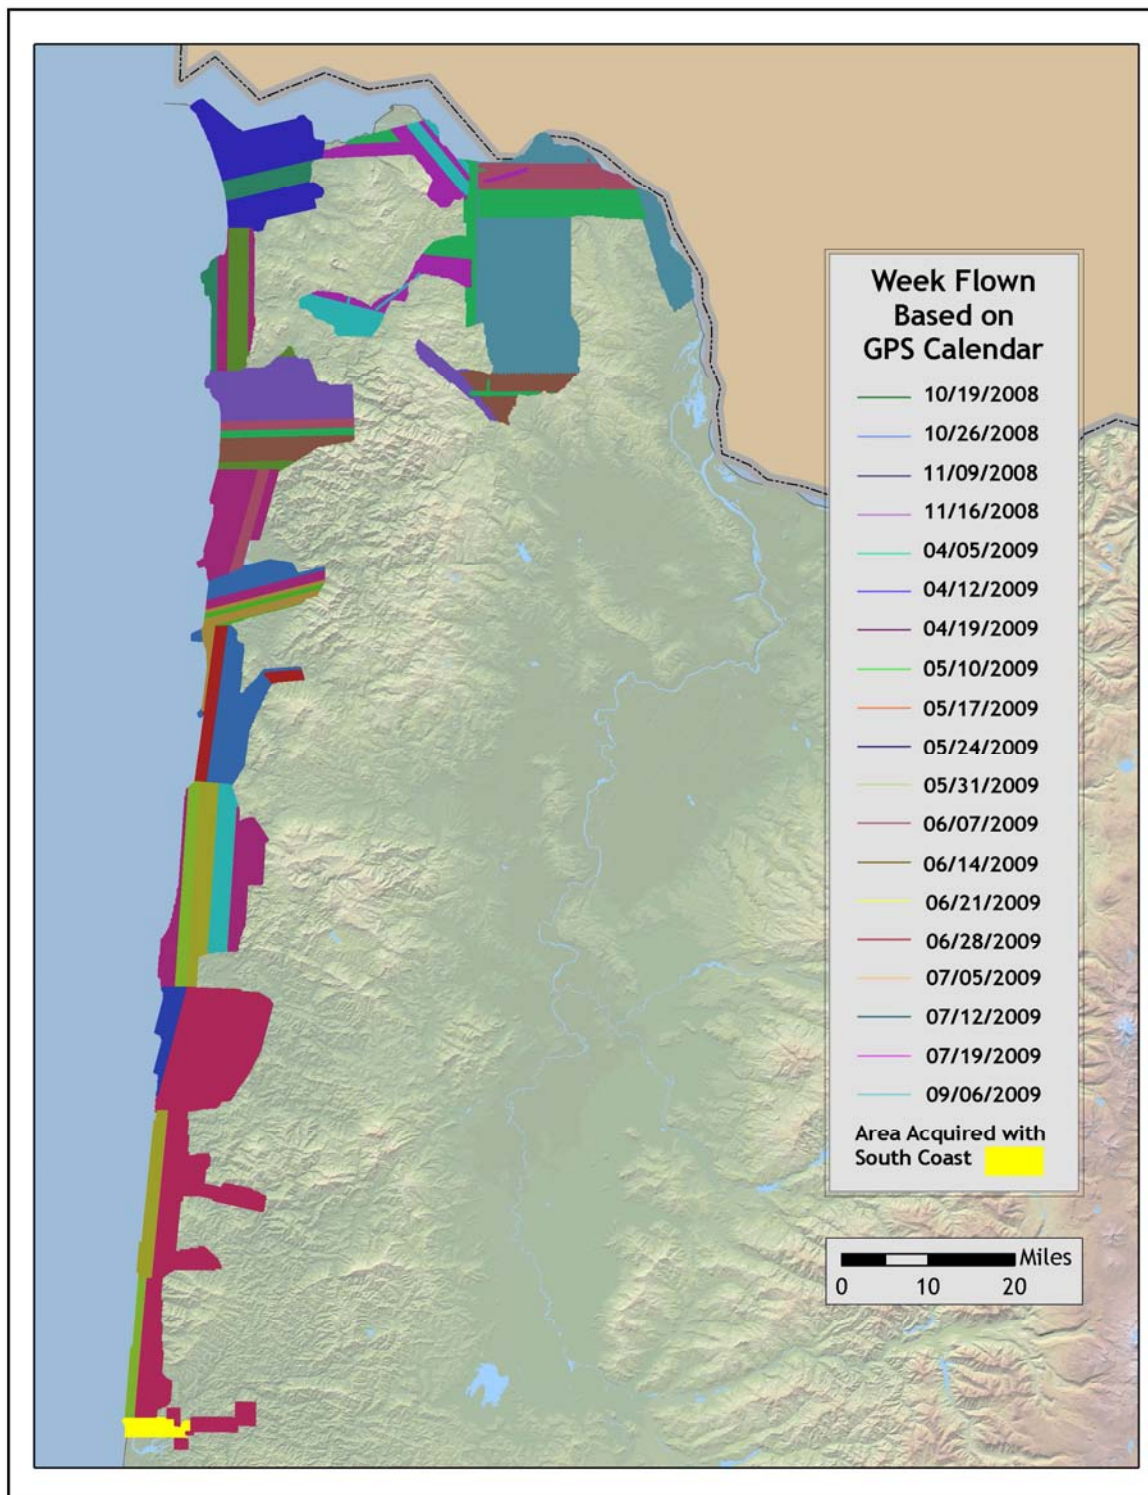 Week Flown
Based on
GPS Calendar
10/19/2008
10/26/2008
11/09/2008
11/16/2008
04/05/2009
04/12/2009
04/19/2009
05/10/2009
05/17/2009
05/24/2009
05/31/2009
06/07/2009
06/14/2009
06/21/2009
06/28/2009
07/05/2009
07/12/2009
07/19/2009
09/06/2009
Area Acquired with
South Coast
Miles
0 10 20